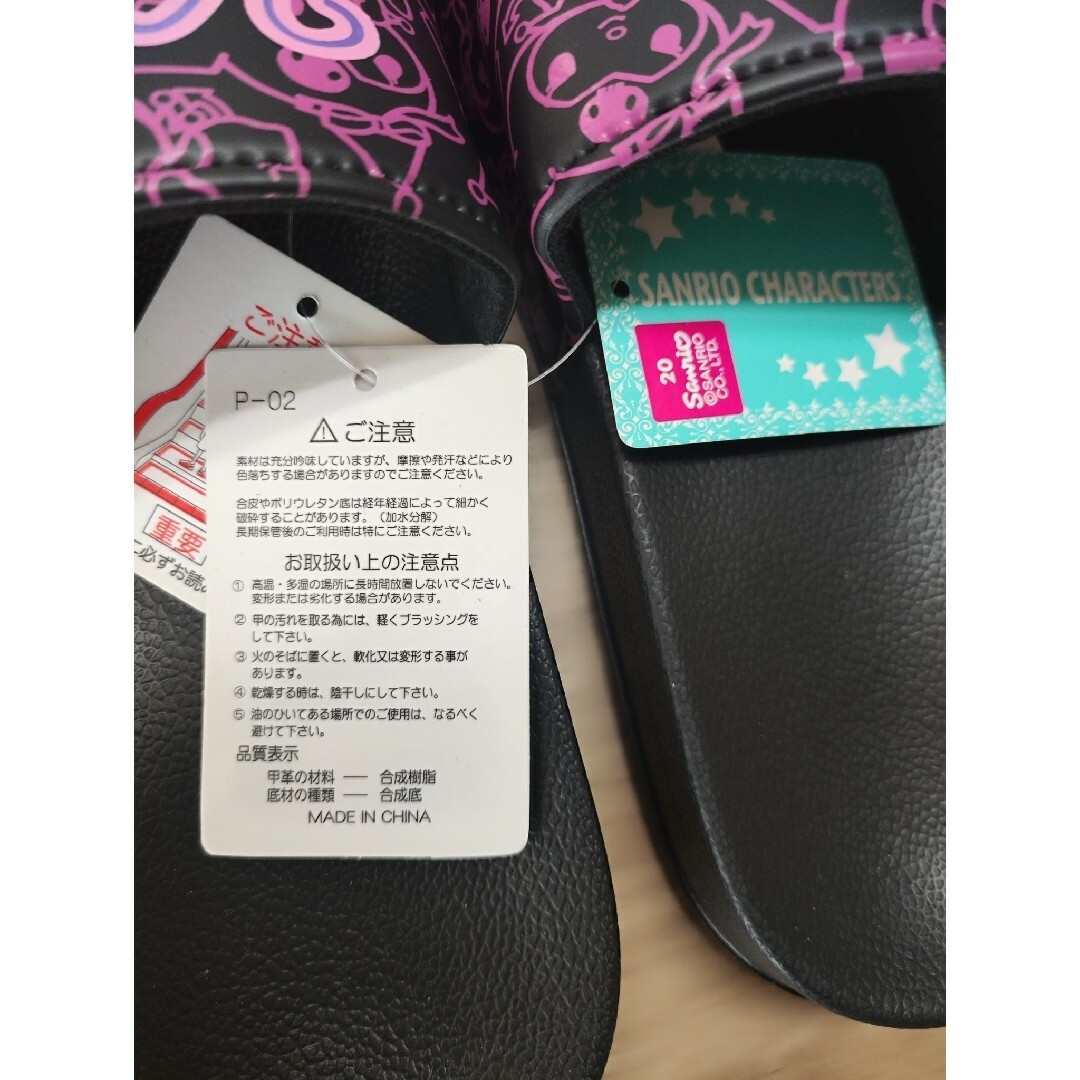 P-02
⚠ご注意
素材は充分吟味していますが、摩擦や発汗などにより
色落ちする場合がありますのでご注意ください。
合皮やポリウレタン底は経年経過によって細かく
破砕することがあります。（加水分解）
長期保管後のご利用時は特にご注意ください。
お取扱い上の注意点
① 高温・多湿の場所に長時間放置しないでください。
変形または劣化する場合があります。
② 甲の汚れを取る為には、軽くブラッシングを
して下さい。
③ 火のそばに置くと、軟化又は変形する事が
あります。
④ 乾燥する時は、陰干しにして下さい。
⑤ 油のひいてある場所でのご使用は、なるべく
避けて下さい。
品質表示
甲革の材料 ── 合成樹脂
底材の種類 ── 合成底
MADE IN CHINA
重要
必ずお読
SANRIO CHARACTERS
20
Sanrio
©SANRIO
CO.,LTD.